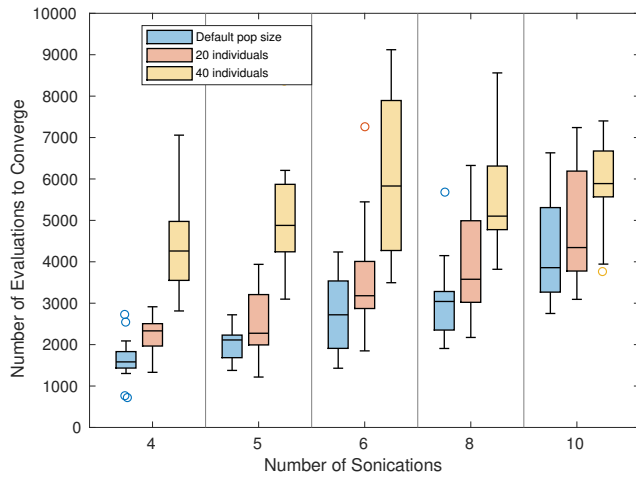 10000
9000
8000
7000
6000
5000
4000
3000
2000
1000
0
Number of Evaluations to Converge
Default pop size
20 individuals
40 individuals
4 5 6 8 10
Number of Sonications